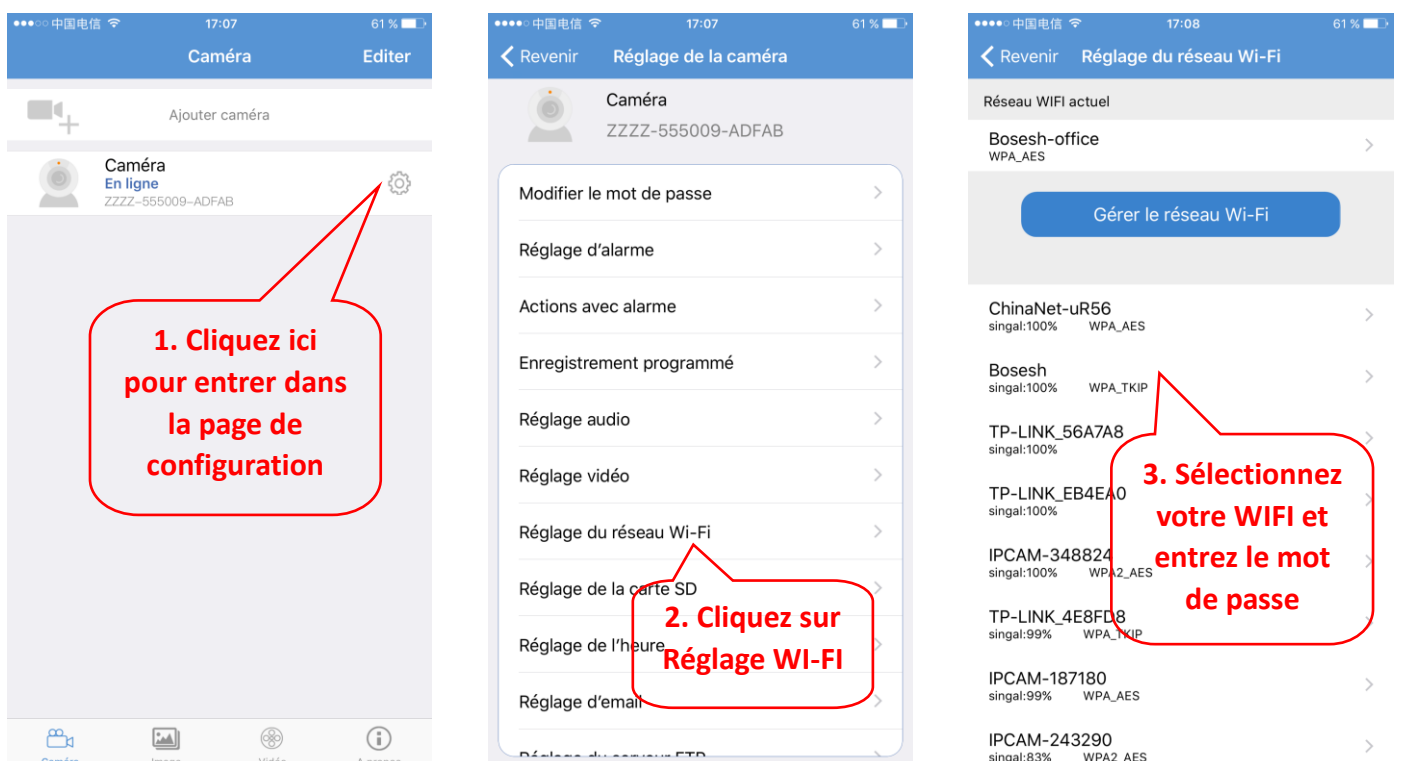 中国电信 17:07 61 %
Caméra Editer
Ajouter caméra
Caméra
En ligne
ZZZZ-555009-ADFAB
1. Cliquez ici
pour entrer dans
la page de
configuration
中国电信 17:07 61 %
Revenir Réglage de la caméra
Caméra
ZZZZ-555009-ADFAB
Modifier le mot de passe
Réglage d'alarme
Actions avec alarme
Enregistrement programmé
Réglage audio
Réglage vidéo
Réglage du réseau Wi-Fi
Réglage de la carte SD
Réglage de l'heure
Réglage d'email
Réglage du serveur FTP
2. Cliquez sur
Réglage WI-FI
中国电信 17:08 61 %
Revenir Réglage du réseau Wi-Fi
Réseau WIFI actuel
Bosesh-office
WPA_AES
Gérer le réseau Wi-Fi
ChinaNet-uR56
singal:100% WPA_AES
Bosesh
singal:100% WPA_TKIP
TP-LINK_56A7A8
singal:100%
TP-LINK_EB4EA0
singal:100%
IPCAM-348824
singal:100% WPA2_AES
TP-LINK_4E8FD8
singal:99% WPA_TKIP
IPCAM-187180
singal:99% WPA_AES
IPCAM-243290
singal:83% WPA2_AES
3. Sélectionnez
votre WIFI et
entrez le mot
de passe